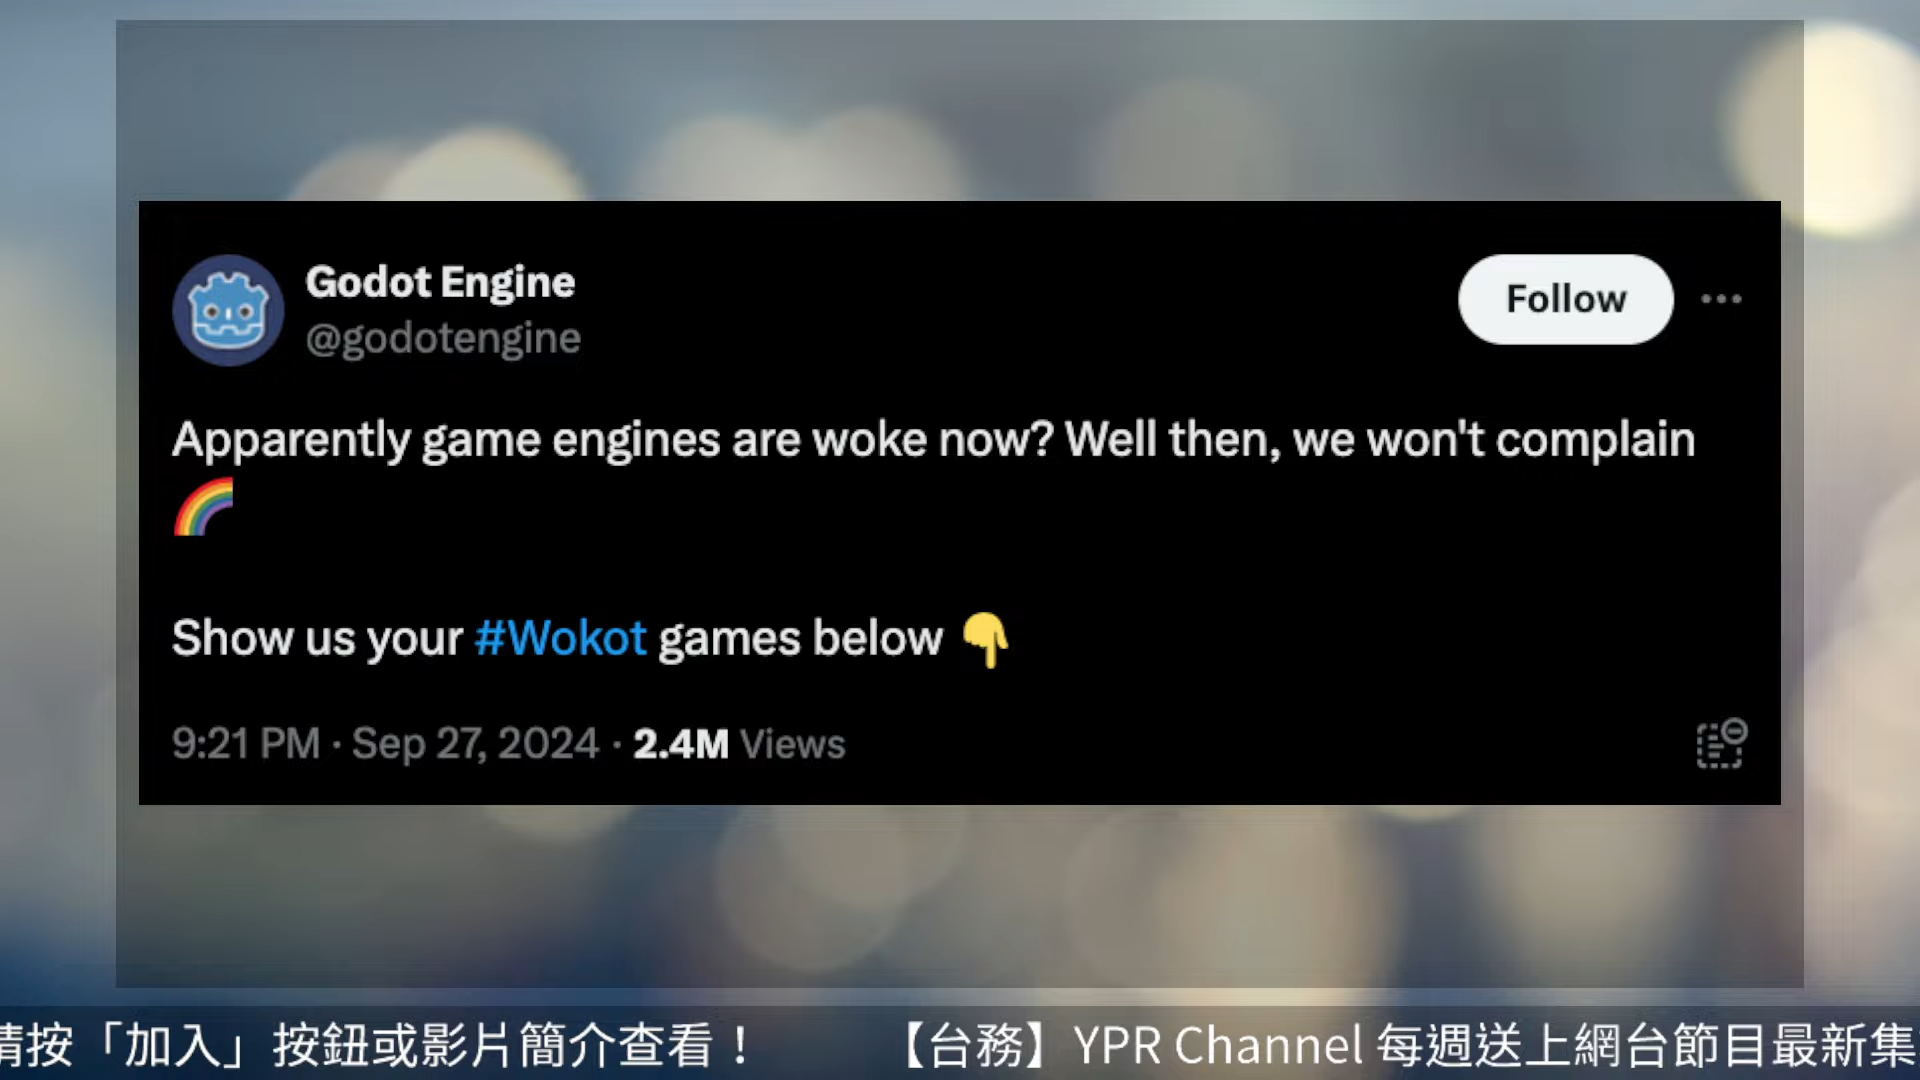 Godot Engine
@godotengine
Follow
Apparently game engines are woke now? Well then, we won't complain
🌈
Show us your #Wokot games below 👇
9:21 PM · Sep 27, 2024 · 2.4M Views
請按「加入」按鈕或影片簡介查看！ 【台務】YPR Channel 每週送上網台節目最新集